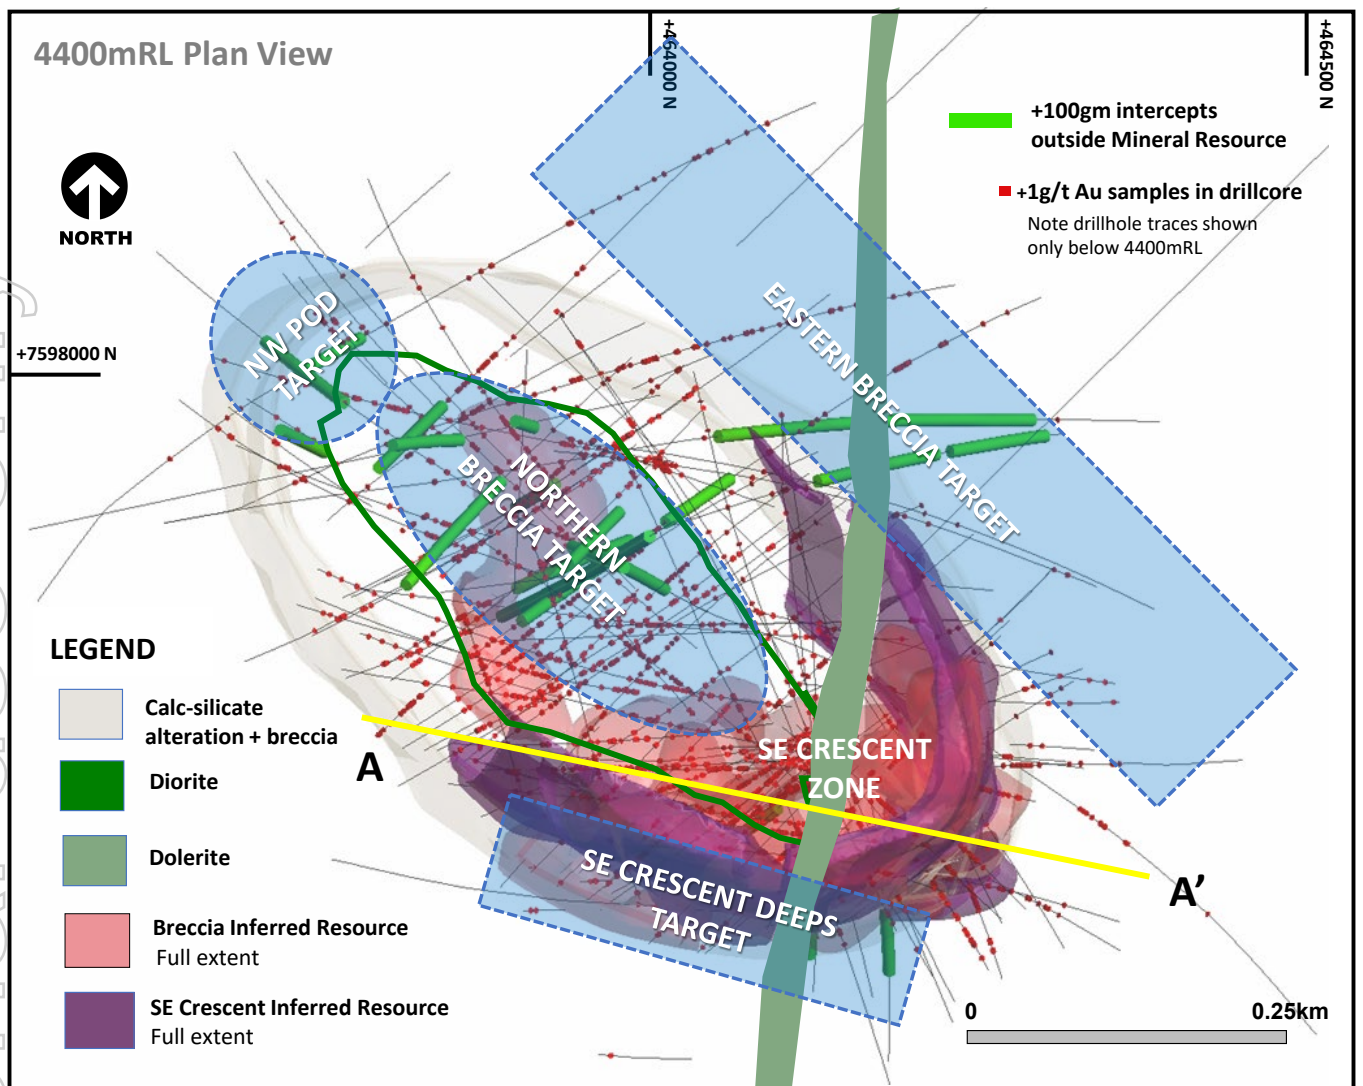 4400mRL Plan View
+464000 N
+464500 N
+100gm intercepts
outside Mineral Resource
+1g/t Au samples in drillcore
Note drillhole traces shown
only below 4400mRL
NORTH
+7598000 N
NW POD
TARGET
EASTERN BRECCIA TARGET
NORTHERN
BRECCIA TARGET
SE CRESCENT
ZONE
A
A’
SE CRESCENT DEEPS
TARGET
LEGEND
Calc-silicate
alteration + breccia
Diorite
Dolerite
Breccia Inferred Resource
Full extent
SE Crescent Inferred Resource
Full extent
0
0.25km